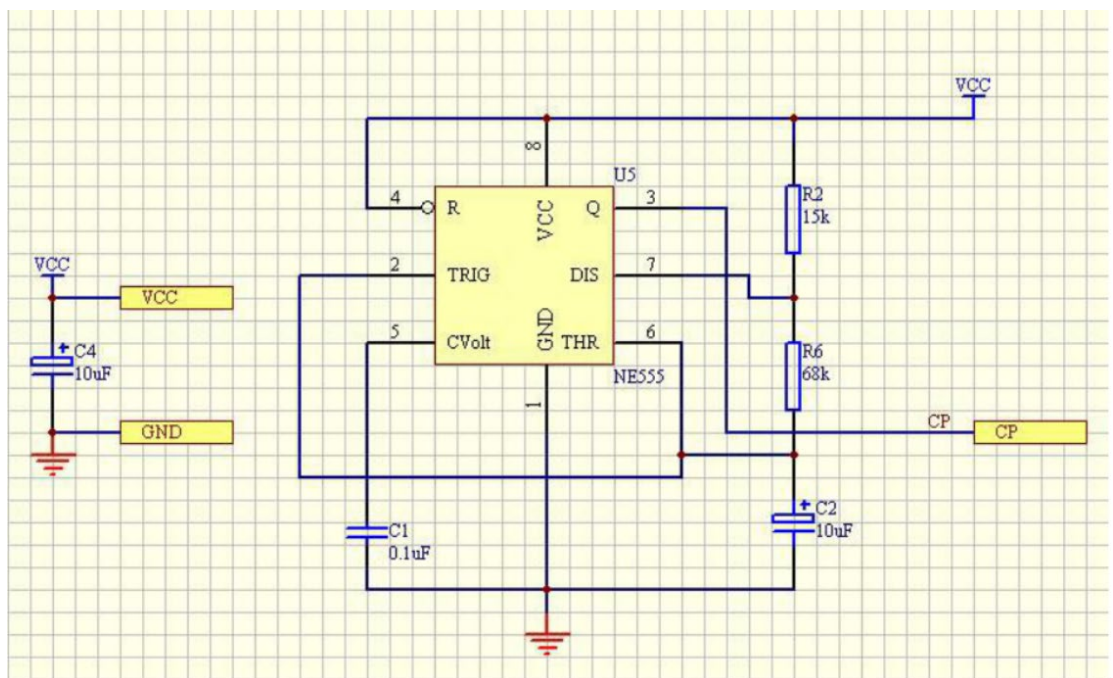 VCC
8
U5
4
R
VCC
Q
3
R2
15k
2
TRIG
DIS
7
VCC
VCC
5
CVolt
GND
THR
6
C4
10uF
R6
68k
NE555
1
GND
CP
CP
C2
10uF
C1
0.1uF